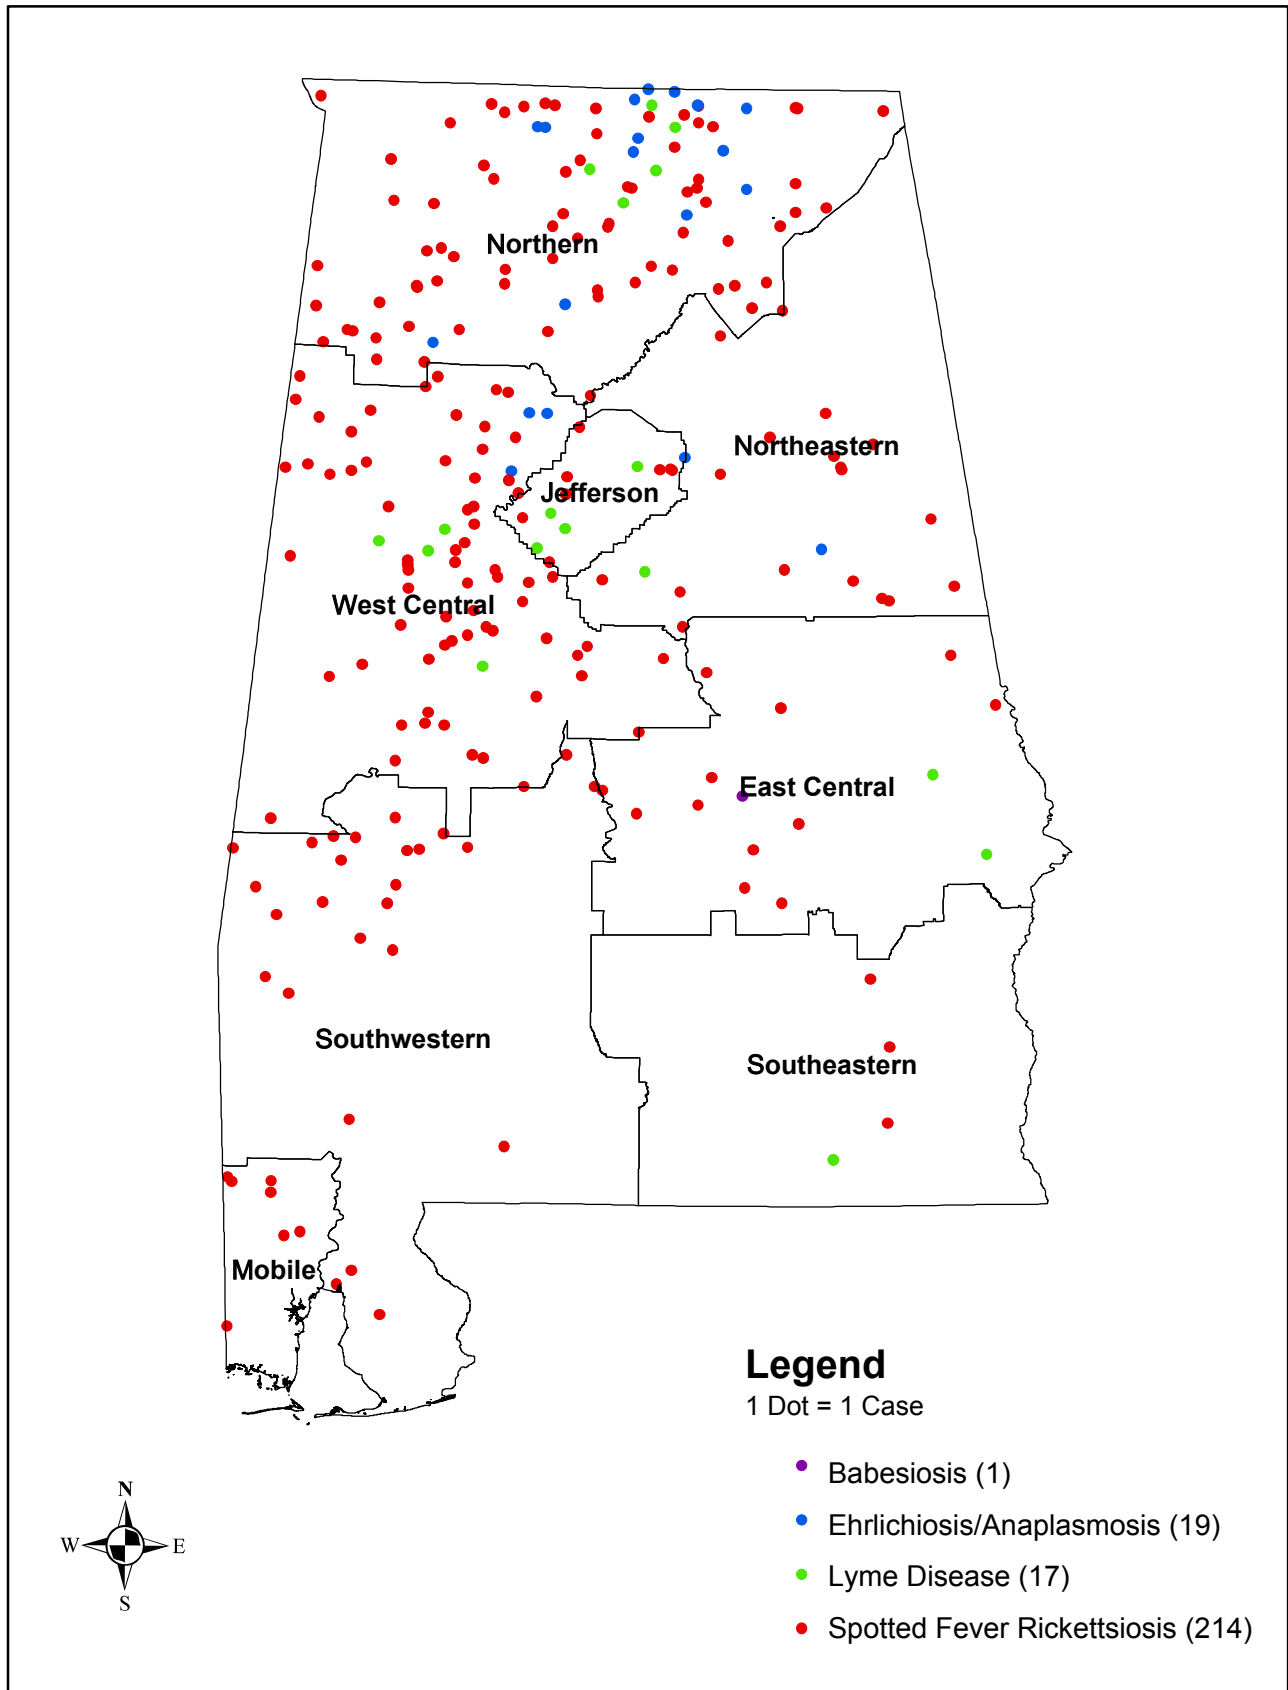 Northern
Northeastern
Jefferson
West Central
East Central
Southwestern
Southeastern
Mobile
Legend
1 Dot = 1 Case
Babesiosis (1)
Ehrlichiosis/Anaplasmosis (19)
Lyme Disease (17)
Spotted Fever Rickettsiosis (214)
N
W E
S